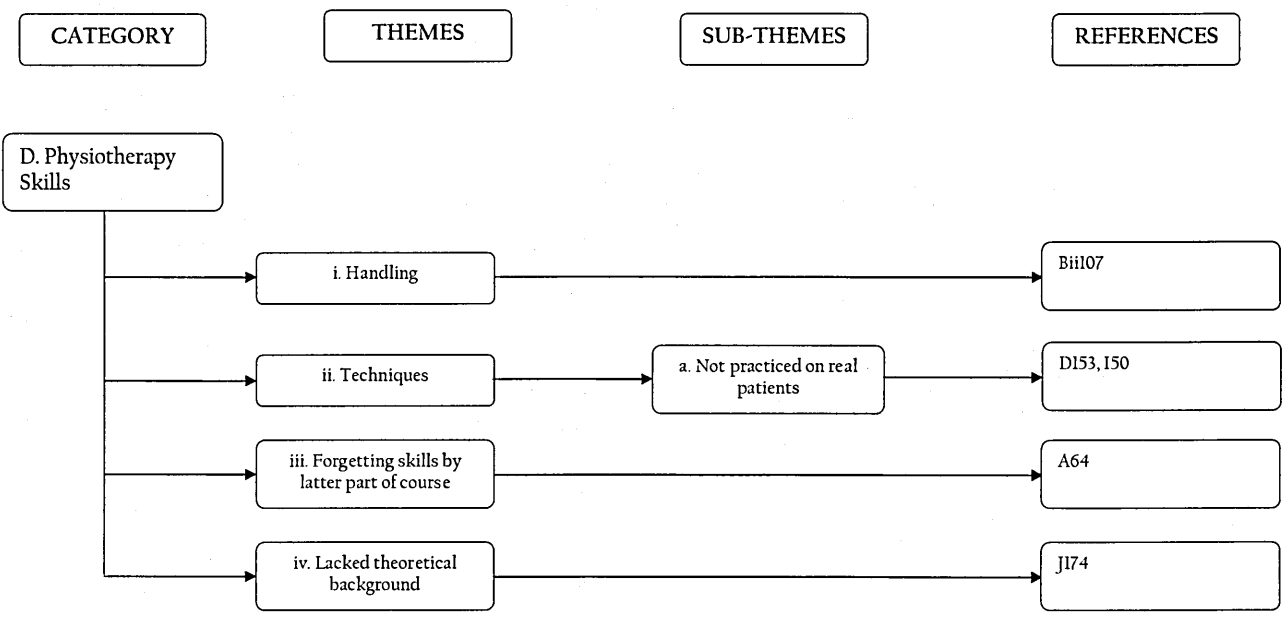 CATEGORY
THEMES
SUB-THEMES
REFERENCES
D. Physiotherapy
Skills
i. Handling
Bii107
ii. Techniques
a. Not practiced on real
patients
D153, I50
iii. Forgetting skills by
latter part of course
A64
iv. Lacked theoretical
background
J174